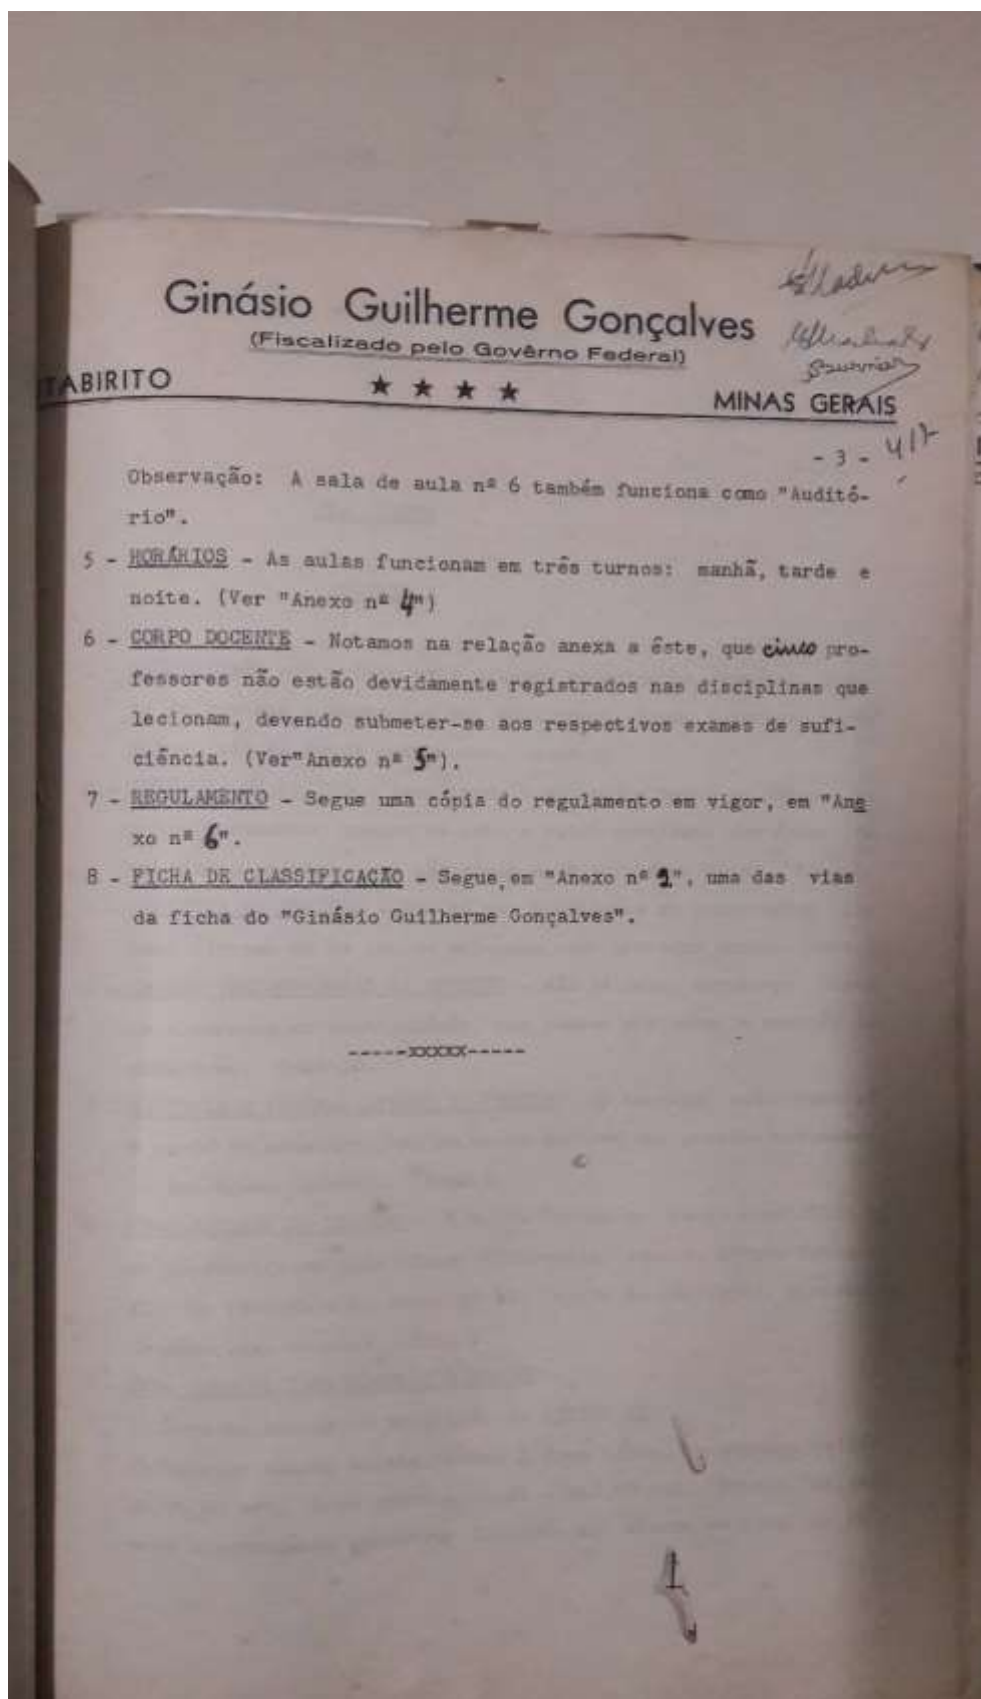 Ginásio Guilherme Gonçalves
(Fiscalizado pelo Govêrno Federal)
ITABIRITO ★ ★ ★ ★ MINAS GERAIS
- 3 -
Observação: A sala de aula nº 6 também funciona como "Auditó-
rio".
5 - HORÁRIOS - As aulas funcionam em três turnos: manhã, tarde e
noite. (Ver "Anexo nº 4")
6 - CORPO DOCENTE - Notamos na relação anexa a êste, que cinco pro-
fessores não estão devidamente registrados nas disciplinas que
lecionam, devendo submeter-se aos respectivos exames de sufi-
ciência. (Ver"Anexo nº 5").
7 - REGULAMENTO - Segue uma cópia do regulamento em vigor, em "Ane
xo nº 6".
8 - FICHA DE CLASSIFICAÇÃO - Segue, em "Anexo nº 1", uma das vias
da ficha do "Ginásio Guilherme Gonçalves".
-----XXXXX-----